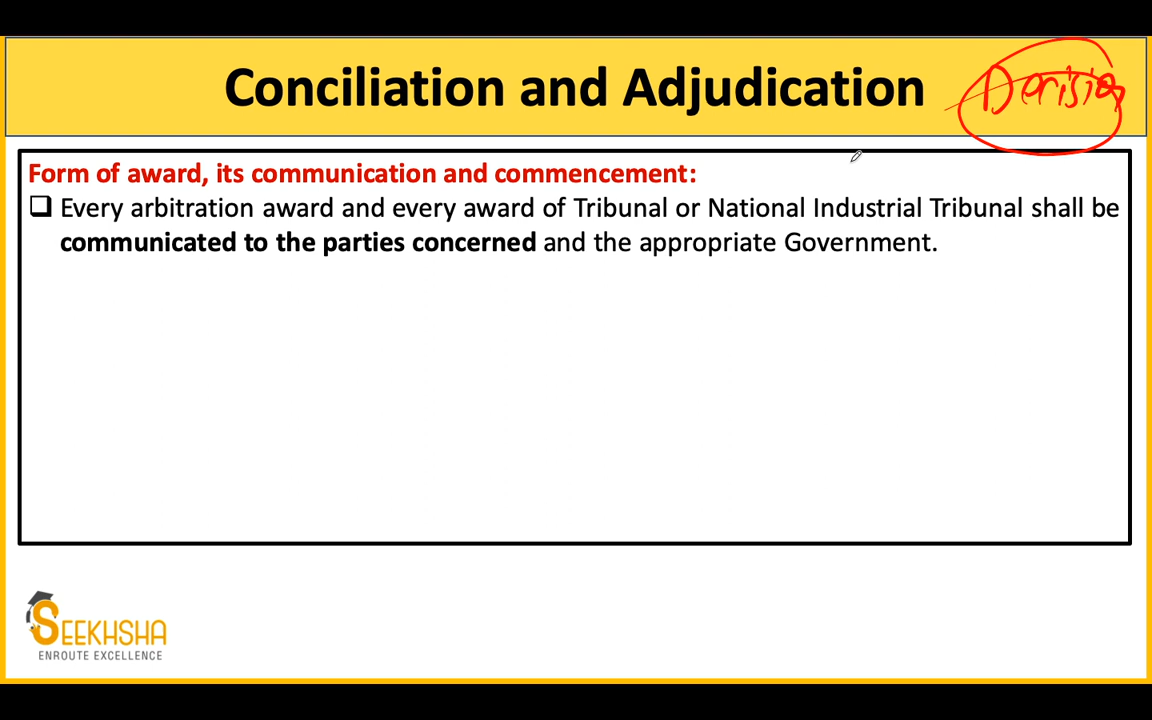 Conciliation and Adjudication
Decision
Form of award, its communication and commencement:
❑ Every arbitration award and every award of Tribunal or National Industrial Tribunal shall be
communicated to the parties concerned and the appropriate Government.
SEEKHSHA
ENROUTE EXCELLENCE